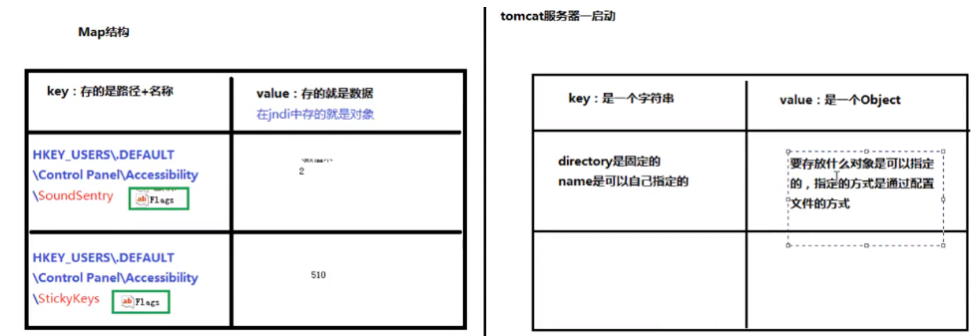 Map结构
key：存的是路径+名称
value：存的就是数据
在jndi中存的就是对象
HKEY_USERS\.DEFAULT
\Control Panel\Accessibility
\SoundSentry
Flags
2
HKEY_USERS\.DEFAULT
\Control Panel\Accessibility
\StickyKeys
Flags
510
tomcat服务器—启动
key：是一个字符串
value：是一个Object
directory是固定的
name是可以自己指定的
要存放什么对象是可以指定
的，指定的方式是通过配置
文件的方式